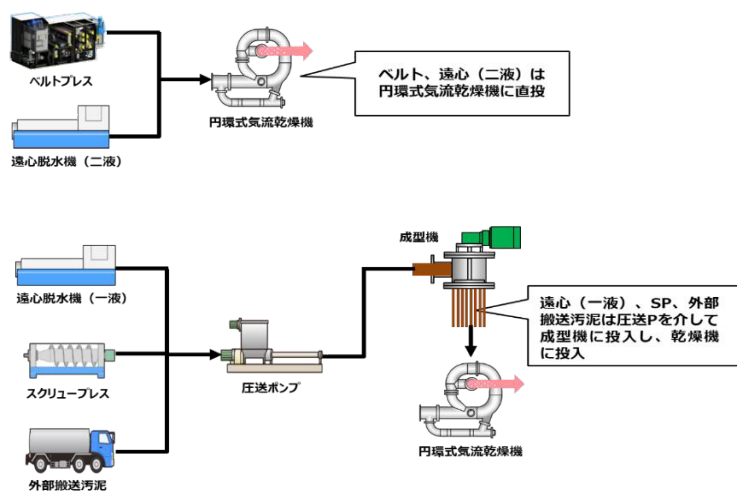 ベルトプレス
遠心脱水機（二液）
円環式気流乾燥機
ベルト、遠心（二液）は
円環式気流乾燥機に直投
遠心脱水機（一液）
スクリュープレス
外部搬送汚泥
圧送ポンプ
成型機
遠心（一液）、SP、外部
搬送汚泥は圧送Pを介して
成型機に投入し、乾燥機
に投入
円環式気流乾燥機